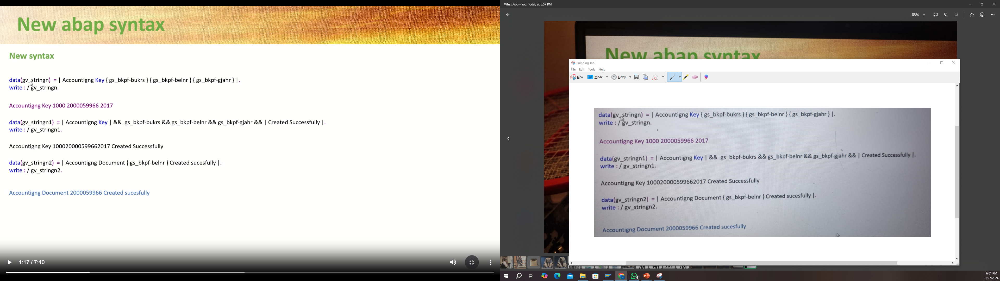 New abap syntax
New syntax
data(gv_stringn) = | Accountigng Key { gs_bkpf-bukrs } { gs_bkpf-belnr } { gs_bkpf-gjahr } |.
write : / gv_stringn.
Accountigng Key 1000 2000059966 2017
data(gv_stringn1) = | Accountigng Key | && gs_bkpf-bukrs && gs_bkpf-belnr && gs_bkpf-gjahr && | Created Successfully |.
write : / gv_stringn1.
Accountigng Key 100020000599662017 Created Successfully
data(gv_stringn2) = | Accountigng Document { gs_bkpf-belnr } Created sucesfully |.
write : / gv_stringn2.
Accountigng Document 2000059966 Created sucesfully
1:17 / 7:40
WhatsApp - You, Today at 5:57 PM
83%
New abap syntax
Snipping Tool
File Edit Tools Help
New Mode Delay
data(gv_stringn) = | Accountigng Key { gs_bkpf-bukrs } { gs_bkpf-belnr } { gs_bkpf-gjahr } |.
write : / gv_stringn.
Accountigng Key 1000 2000059966 2017
data(gv_stringn1) = | Accountigng Key | && gs_bkpf-bukrs && gs_bkpf-belnr && gs_bkpf-gjahr && | Created Successfully |.
write : / gv_stringn1.
Accountigng Key 100020000599662017 Created Successfully
data(gv_stringn2) = | Accountigng Document { gs_bkpf-belnr } Created sucesfully |.
write : / gv_stringn2.
Accountigng Document 2000059966 Created sucesfully
4
6:01 PM